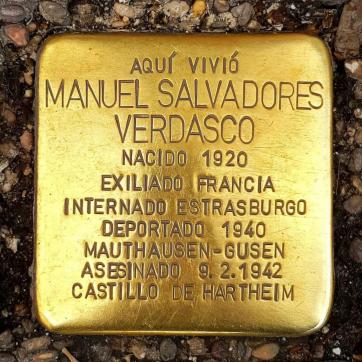 AQUÍ VIVIÓ
MANUEL SALVADORES
VERDASCO
NACIDO 1920
EXILIADO FRANCIA
INTERNADO ESTRASBURGO
DEPORTADO 1940
MAUTHAUSEN-GUSEN
ASESINADO 9.2.1942
CASTILLO DE HARTHEIM